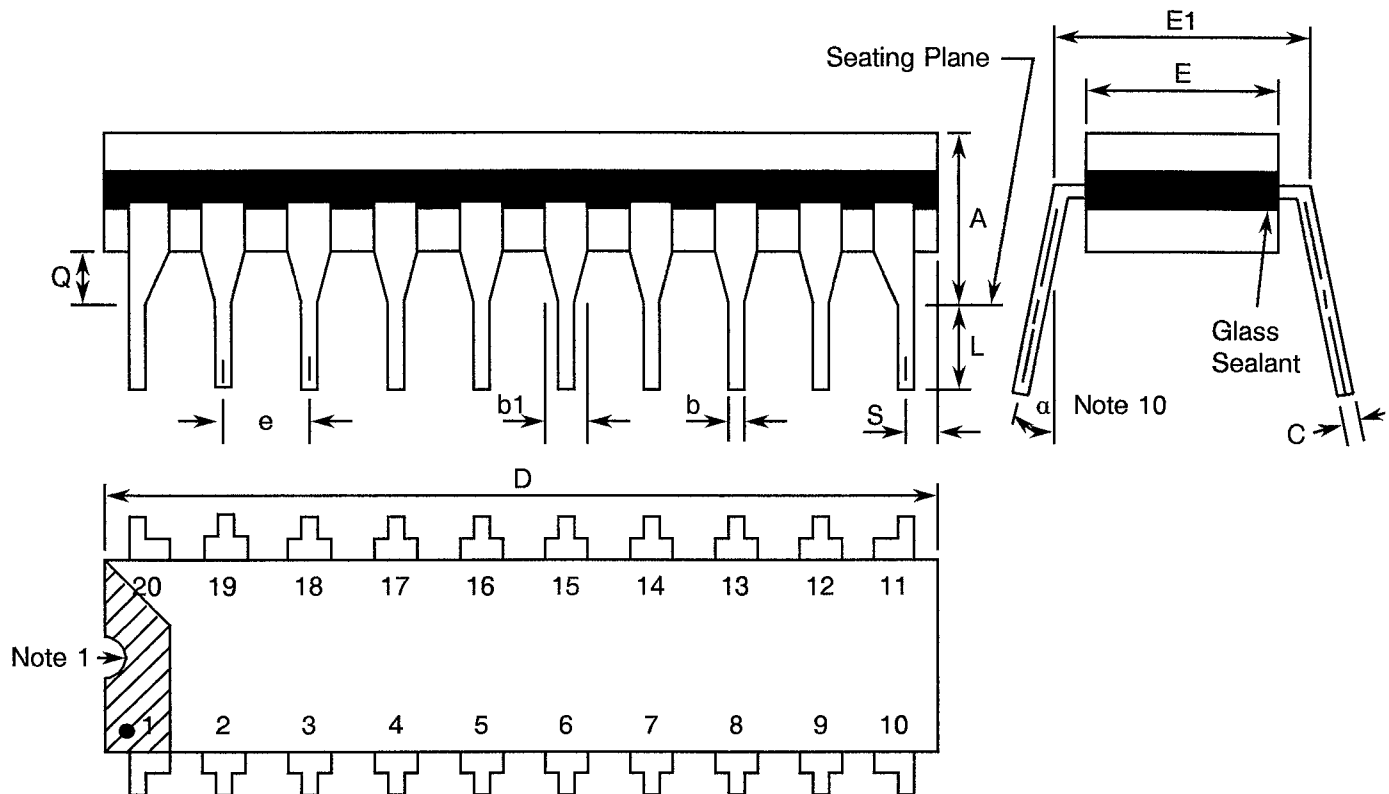 E1
Seating Plane
E
A
Q
Glass
Sealant
L
e
b1
b
S
α
Note 10
C
D
20 19 18 17 16 15 14 13 12 11
Note 1
1 2 3 4 5 6 7 8 9 10